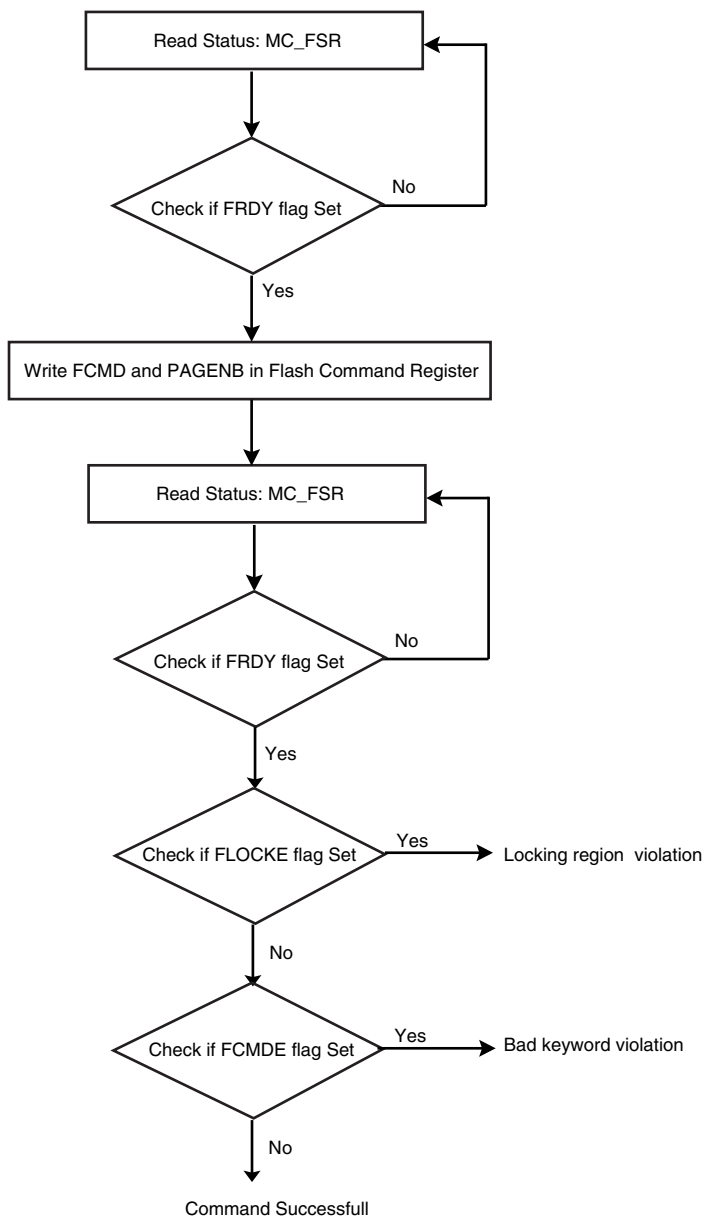 Read Status: MC_FSR
No
Check if FRDY flag Set
Yes
Write FCMD and PAGENB in Flash Command Register
Read Status: MC_FSR
No
Check if FRDY flag Set
Yes
Check if FLOCKE flag Set
Yes
Locking region violation
No
Check if FCMDE flag Set
Yes
Bad keyword violation
No
Command Successfull